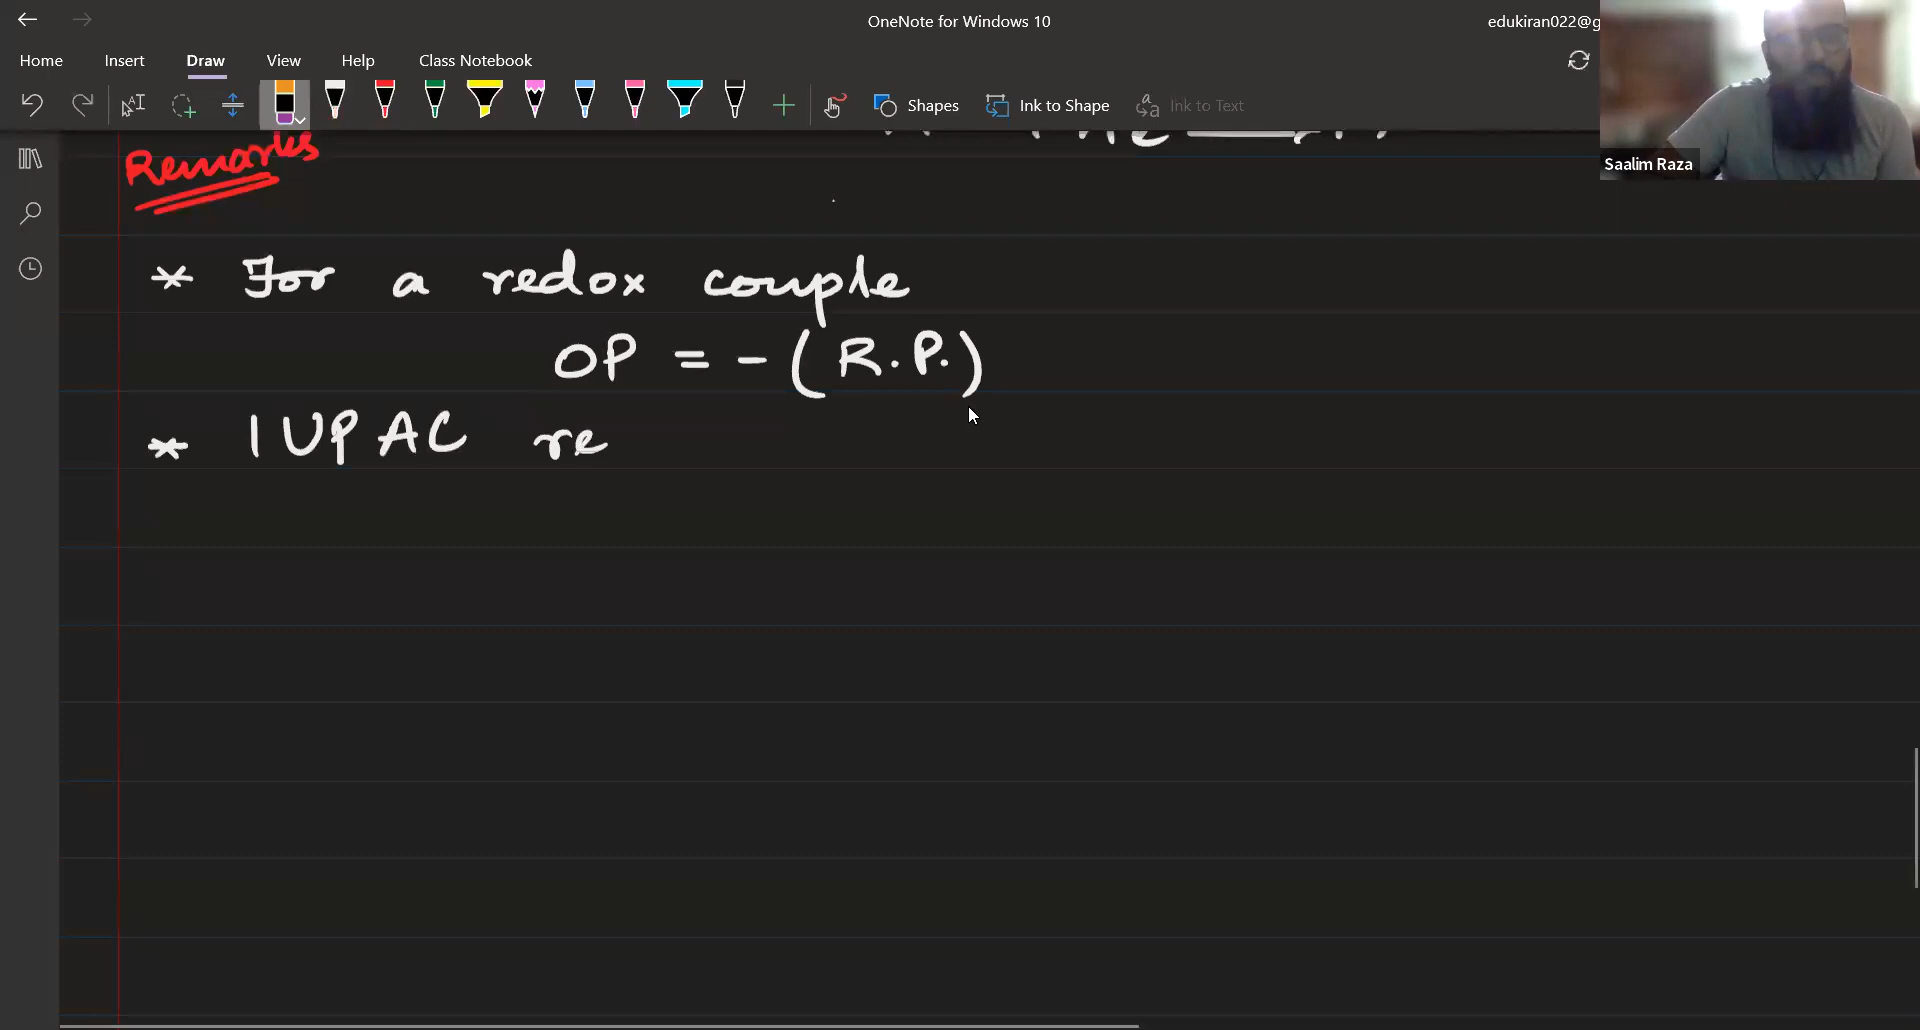 OneNote for Windows 10
edukiran022@g
Home Insert Draw View Help Class Notebook
Shapes Ink to Shape Ink to Text
Saalim Raza
Remarks
* For a redox couple
OP = - ( R.P. )
* IUPAC re